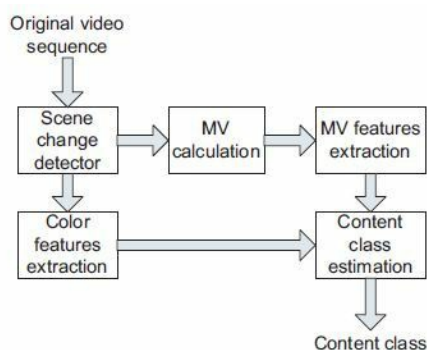 Original video
sequence
Scene
change
detector
MV
calculation
MV features
extraction
Color
features
extraction
Content
class
estimation
Content class